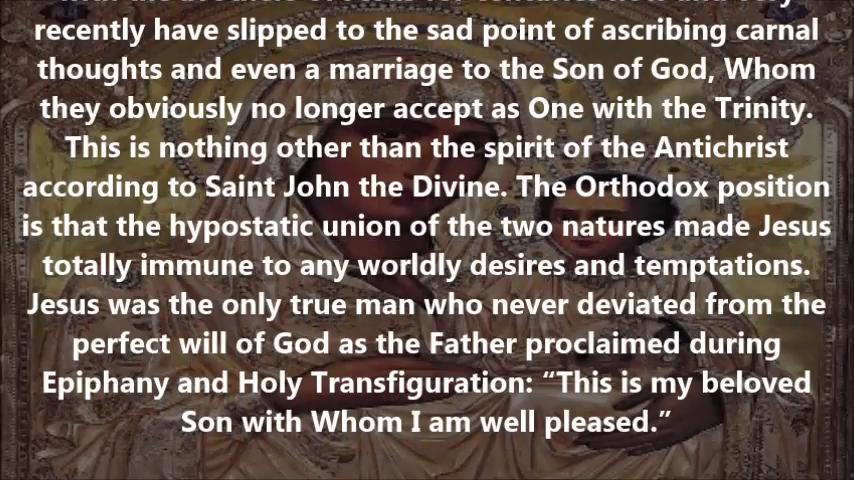 recently have slipped to the sad point of ascribing carnal
thoughts and even a marriage to the Son of God, Whom
they obviously no longer accept as One with the Trinity.
This is nothing other than the spirit of the Antichrist
according to Saint John the Divine. The Orthodox position
is that the hypostatic union of the two natures made Jesus
totally immune to any worldly desires and temptations.
Jesus was the only true man who never deviated from the
perfect will of God as the Father proclaimed during
Epiphany and Holy Transfiguration: “This is my beloved
Son with Whom I am well pleased.”